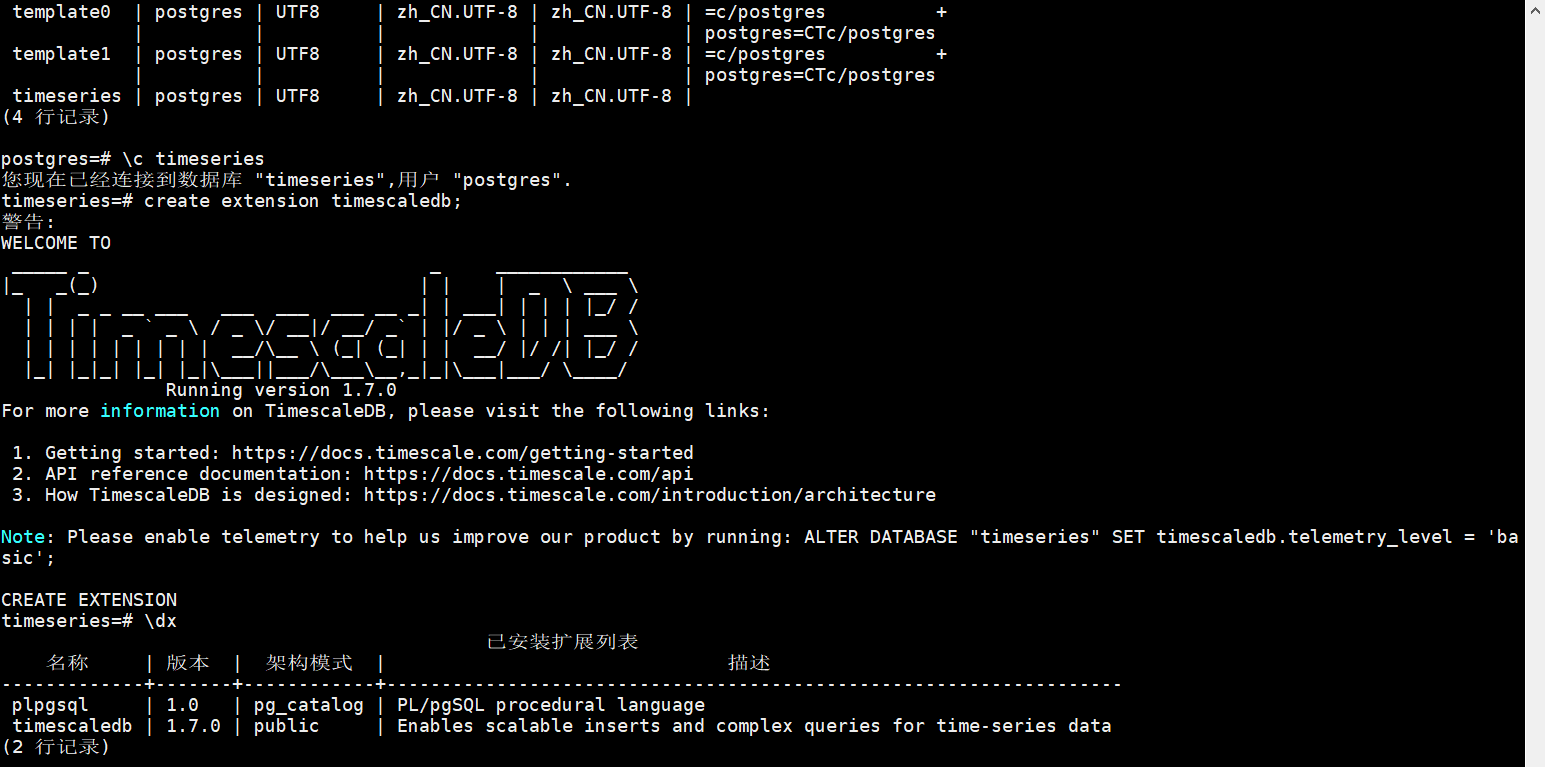 template0  | postgres | UTF8     | zh_CN.UTF-8 | zh_CN.UTF-8 | =c/postgres          +
           |          |          |             |             | postgres=CTc/postgres
template1  | postgres | UTF8     | zh_CN.UTF-8 | zh_CN.UTF-8 | =c/postgres          +
           |          |          |             |             | postgres=CTc/postgres
timeseries | postgres | UTF8     | zh_CN.UTF-8 | zh_CN.UTF-8 |
(4 行记录)
postgres=# \c timeseries
您现在已经连接到数据库 "timeseries",用户 "postgres".
timeseries=# create extension timescaledb;
警告:
WELCOME TO
TimescaleDB
Running version 1.7.0
For more information on TimescaleDB, please visit the following links:
1. Getting started: https://docs.timescale.com/getting-started
2. API reference documentation: https://docs.timescale.com/api
3. How TimescaleDB is designed: https://docs.timescale.com/introduction/architecture
Note: Please enable telemetry to help us improve our product by running: ALTER DATABASE "timeseries" SET timescaledb.telemetry_level = 'ba
sic';
CREATE EXTENSION
timeseries=# \dx
已安装扩展列表
名称     | 版本  |  架构模式  |                               描述
-------------+-------+------------+-------------------------------------------------------------------
plpgsql     | 1.0   | pg_catalog | PL/pgSQL procedural language
timescaledb | 1.7.0 | public     | Enables scalable inserts and complex queries for time-series data
(2 行记录)